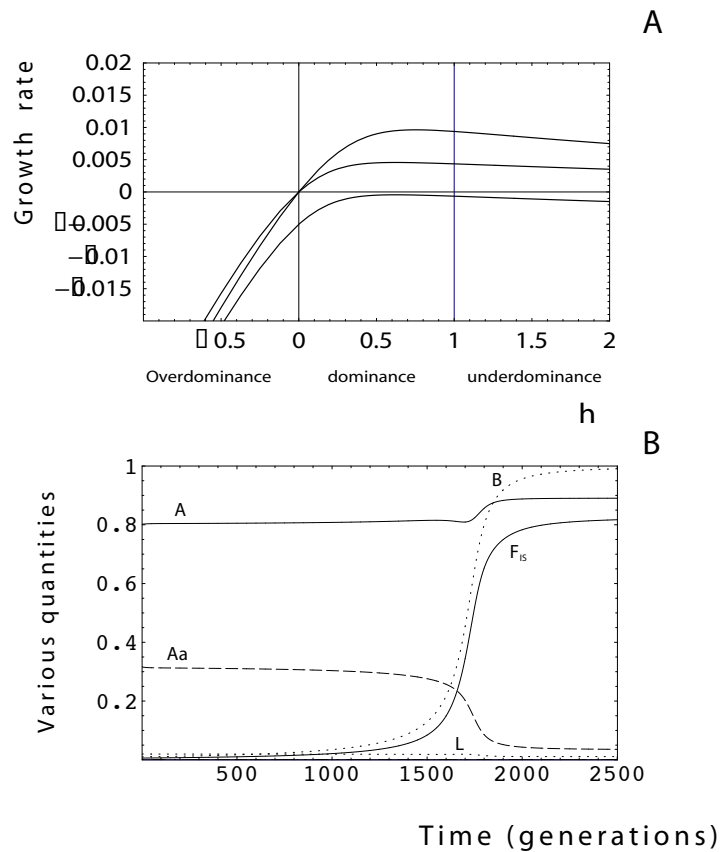 A
Growth rate
0.02
0.015
0.01
0.005
0
−0.005
−0.01
−0.015
0.5 0 0.5 1 1.5 2
Overdominance dominance underdominance
h
B
Various quantities
1
0.8
0.6
0.4
0.2
A
B
F_IS
Aa
L
500 1000 1500 2000 2500
Time (generations)